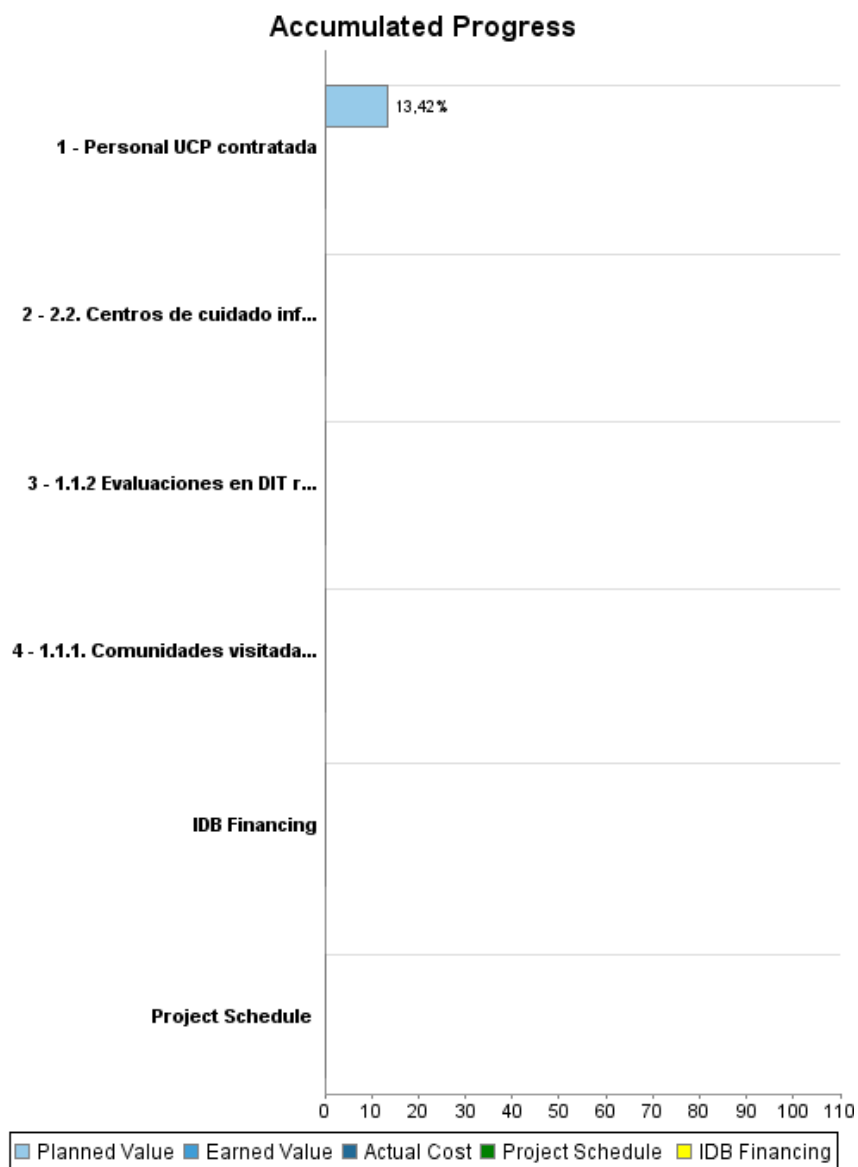 Accumulated Progress
13,42%
1 - Personal UCP contratada
2 - 2.2. Centros de cuidado inf...
3 - 1.1.2 Evaluaciones en DIT r...
4 - 1.1.1. Comunidades visitada...
IDB Financing
Project Schedule
0 10 20 30 40 50 60 70 80 90 100 110
Planned Value Earned Value Actual Cost Project Schedule IDB Financing